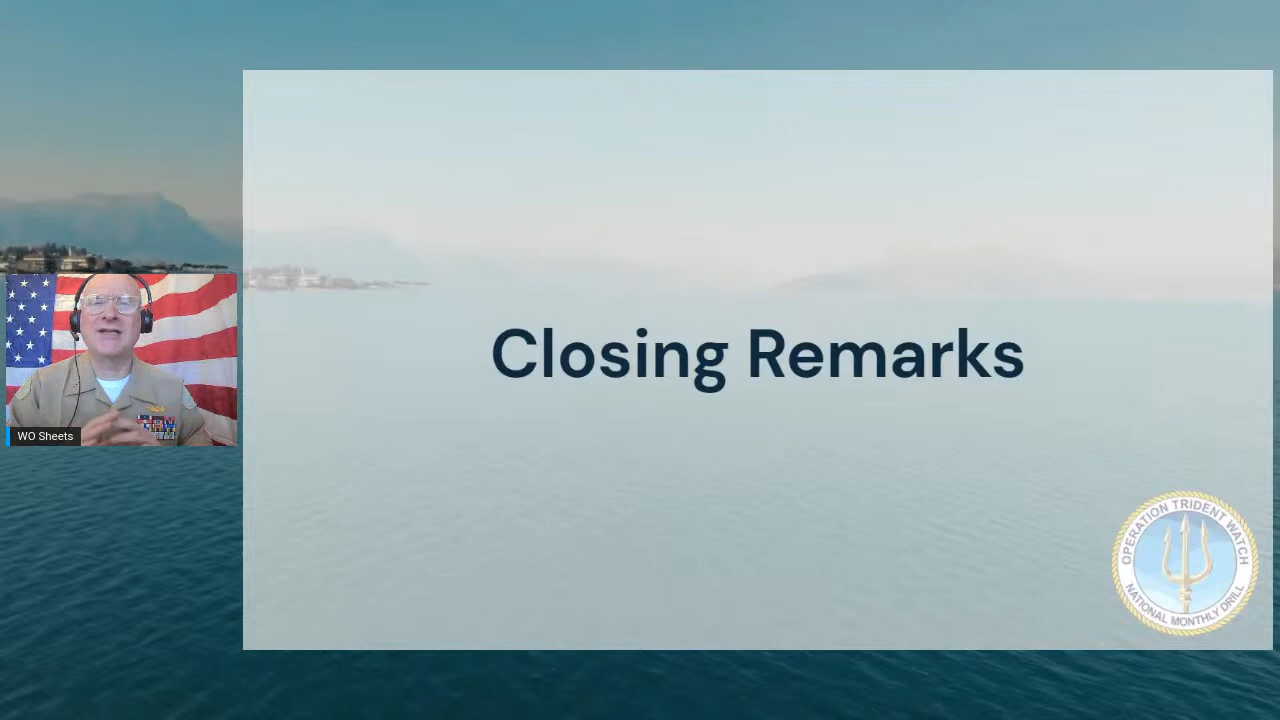 Closing Remarks
WO Sheets
OPERATION TRIDENT WATCH
NATIONAL MONTHLY DRILL